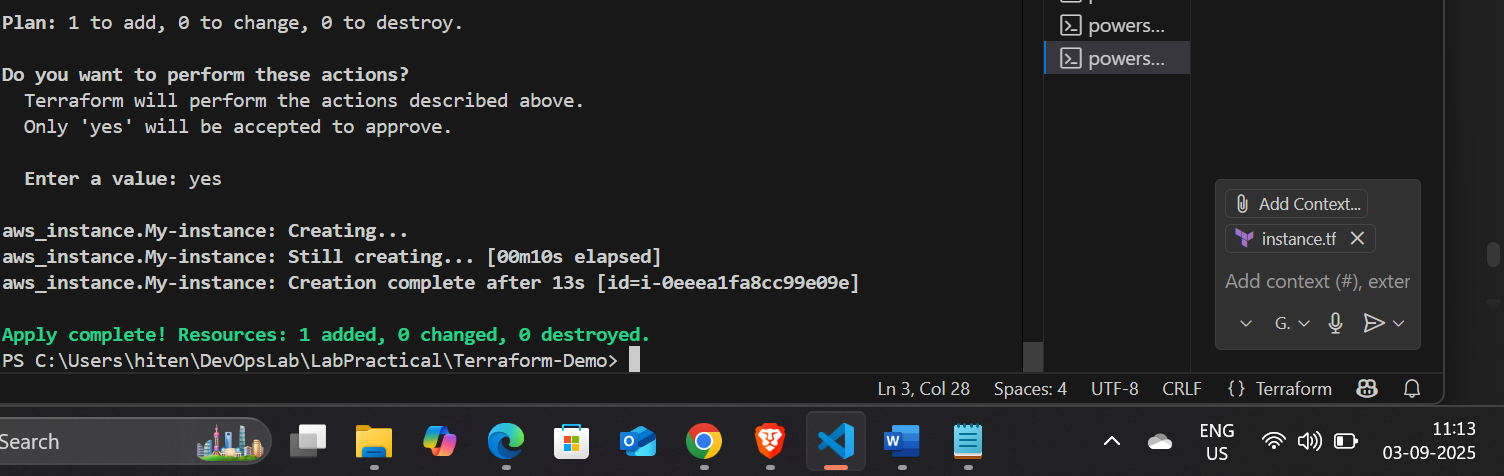 Plan: 1 to add, 0 to change, 0 to destroy.
Do you want to perform these actions?
Terraform will perform the actions described above.
Only 'yes' will be accepted to approve.
Enter a value: yes
aws_instance.My-instance: Creating...
aws_instance.My-instance: Still creating... [00m10s elapsed]
aws_instance.My-instance: Creation complete after 13s [id=i-0eeea1fa8cc99e09e]
Apply complete! Resources: 1 added, 0 changed, 0 destroyed.
PS C:\Users\hiten\DevOpsLab\LabPractical\Terraform-Demo>
powers...
powers...
Add Context...
instance.tf
Add context (#), exter
G.
Ln 3, Col 28 Spaces: 4 UTF-8 CRLF {} Terraform
Search
ENG
US
11:13
03-09-2025